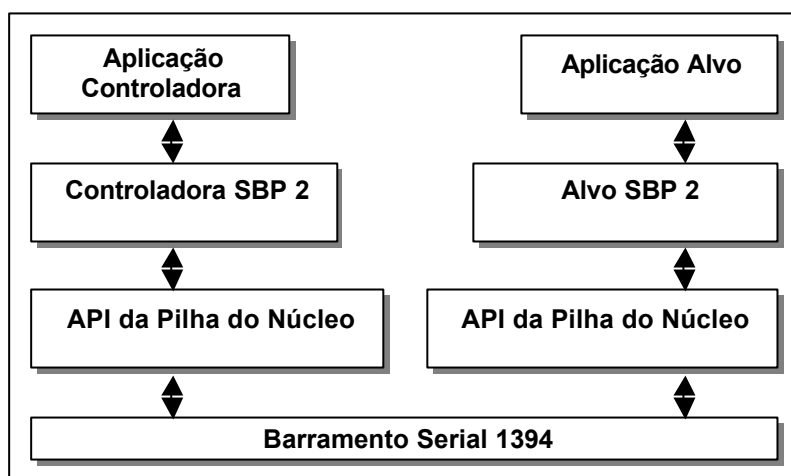 Aplicação
Controladora
Aplicação Alvo
Controladora SBP 2
Alvo SBP 2
API da Pilha do Núcleo
API da Pilha do Núcleo
Barramento Serial 1394